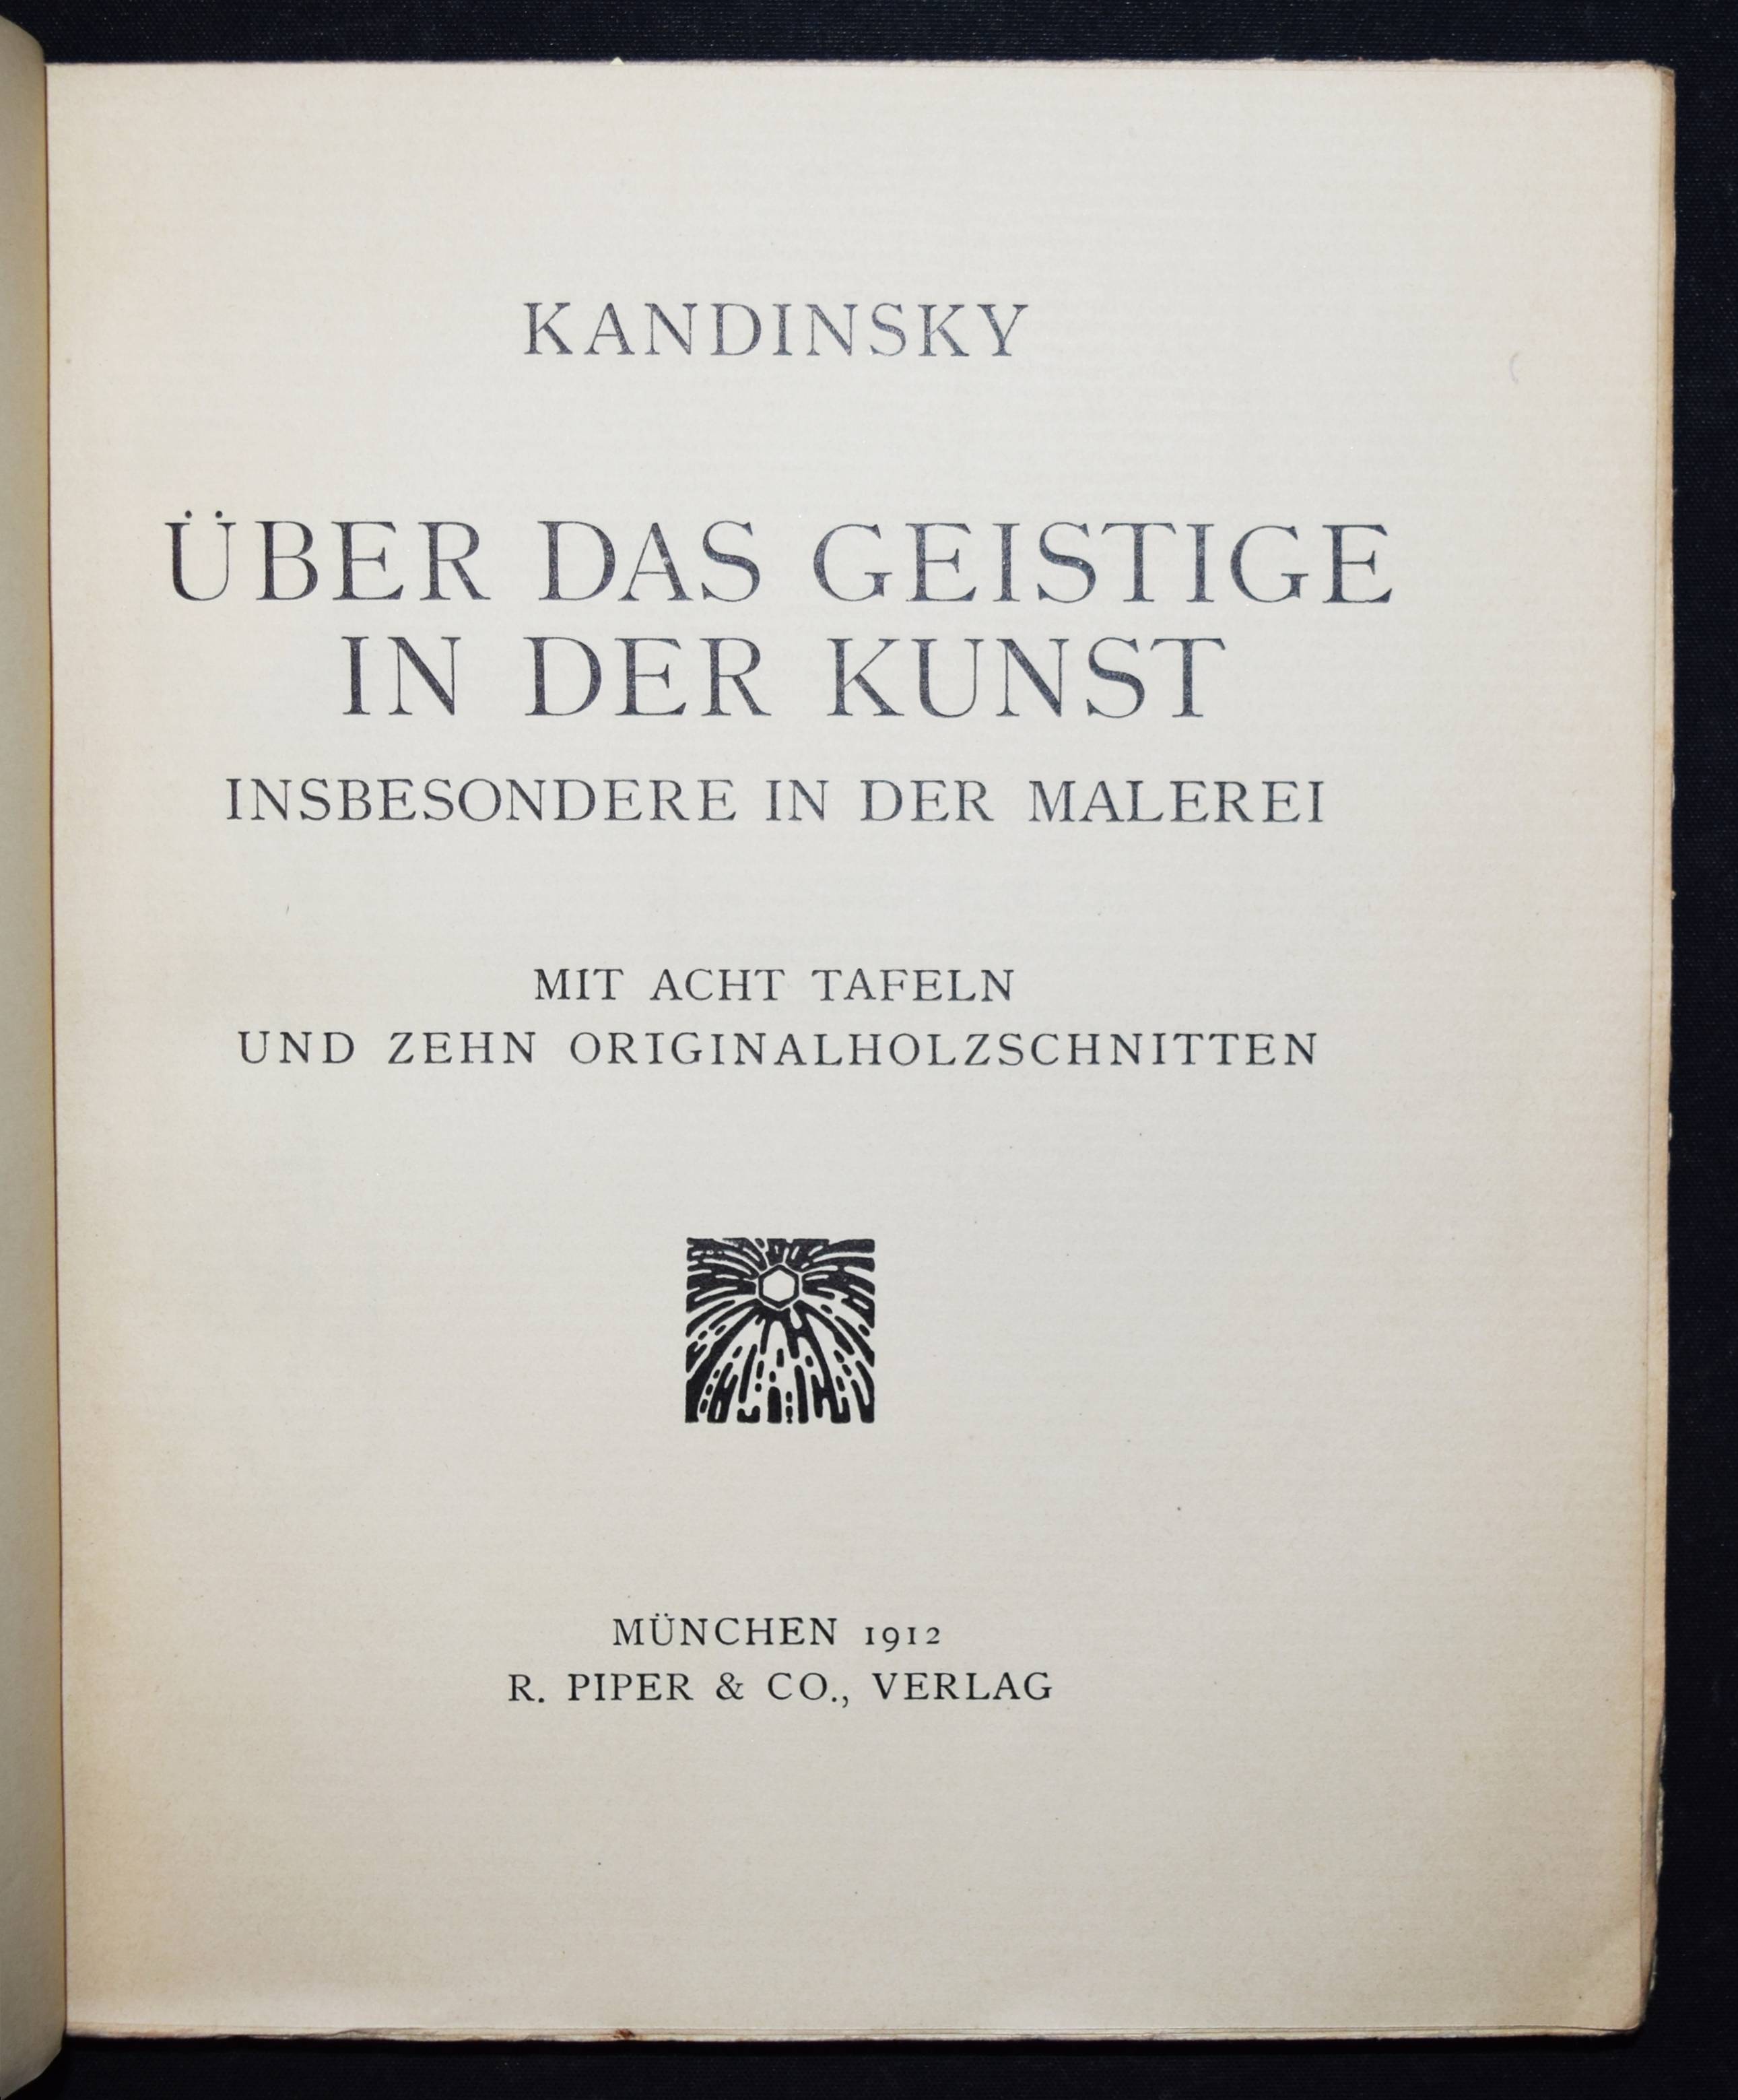 KANDINSKY
ÜBER DAS GEISTIGE
IN DER KUNST
INSBESONDERE IN DER MALEREI
MIT ACHT TAFELN
UND ZEHN ORIGINALHOLZSCHNITTEN
MÜNCHEN 1912
R. PIPER & CO., VERLAG